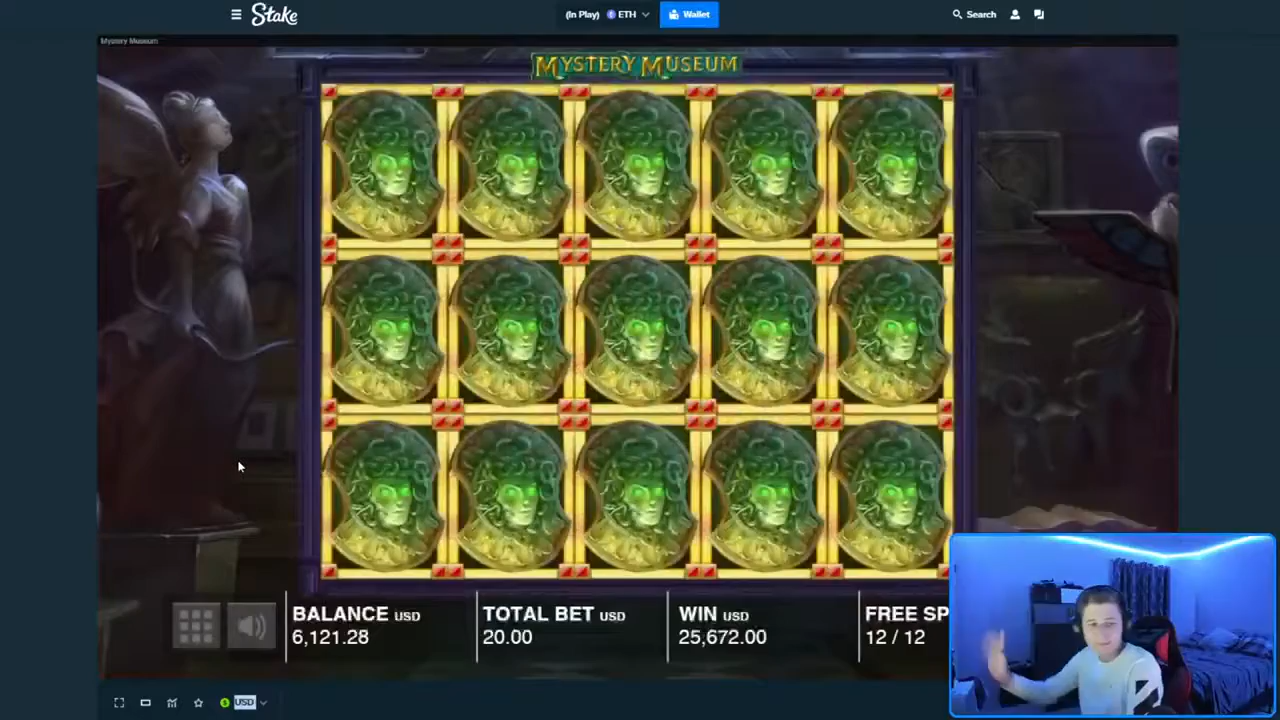 Stake
(In Play) ETH
Wallet
Search
Mystery Museum
MYSTERY MUSEUM
BALANCE USD
6,121.28
TOTAL BET USD
20.00
WIN USD
25,672.00
FREE SP
12 / 12
USD